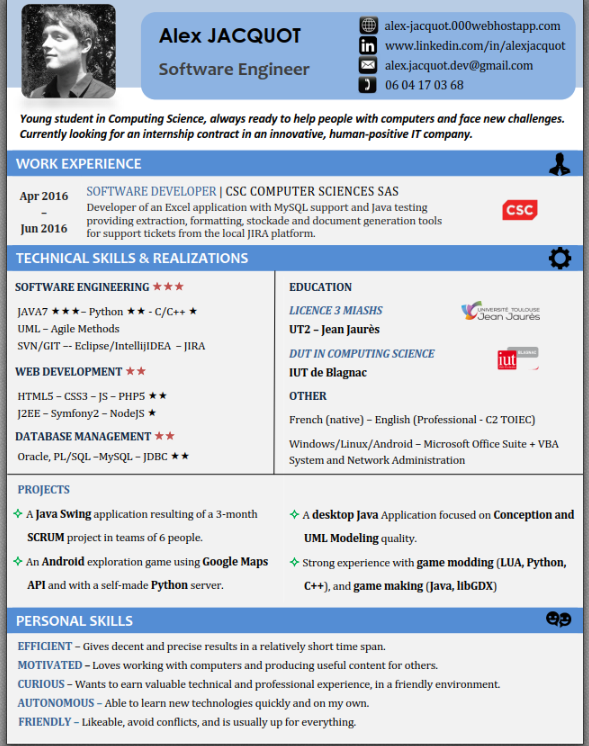 Alex JACQUOT
Software Engineer
alex-jacquot.000webhostapp.com
www.linkedin.com/in/alexjacquot
alex.jacquot.dev@gmail.com
06 04 17 03 68
Young student in Computing Science, always ready to help people with computers and face new challenges.
Currently looking for an internship contract in an innovative, human-positive IT company.
WORK EXPERIENCE
Apr 2016
–
Jun 2016
SOFTWARE DEVELOPER | CSC COMPUTER SCIENCES SAS
Developer of an Excel application with MySQL support and Java testing
providing extraction, formatting, stockade and document generation tools
for support tickets from the local JIRA platform.
CSC
TECHNICAL SKILLS & REALIZATIONS
SOFTWARE ENGINEERING ★★★
JAVA7 ★★★– Python ★★ - C/C++ ★
UML – Agile Methods
SVN/GIT –- Eclipse/IntellijIDEA – JIRA
WEB DEVELOPMENT ★★
HTML5 – CSS3 – JS – PHP5 ★★
J2EE – Symfony2 – NodeJS ★
DATABASE MANAGEMENT ★★
Oracle, PL/SQL –MySQL – JDBC ★★
EDUCATION
LICENCE 3 MIASHS
UT2 – Jean Jaurès
UNIVERSITÉ TOULOUSE
Jean Jaurès
DUT IN COMPUTING SCIENCE
IUT de Blagnac
iut
BLAGNAC
OTHER
French (native) – English (Professional - C2 TOIEC)
Windows/Linux/Android – Microsoft Office Suite + VBA
System and Network Administration
PROJECTS
A Java Swing application resulting of a 3-month
SCRUM project in teams of 6 people.
An Android exploration game using Google Maps
API and with a self-made Python server.
A desktop Java Application focused on Conception and
UML Modeling quality.
Strong experience with game modding (LUA, Python,
C++), and game making (Java, libGDX)
PERSONAL SKILLS
EFFICIENT – Gives decent and precise results in a relatively short time span.
MOTIVATED – Loves working with computers and producing useful content for others.
CURIOUS – Wants to earn valuable technical and professional experience, in a friendly environment.
AUTONOMOUS – Able to learn new technologies quickly and on my own.
FRIENDLY – Likeable, avoid conflicts, and is usually up for everything.